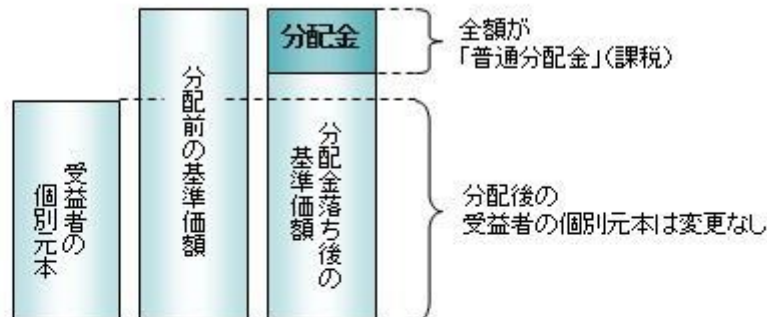 受益者の
個別元本
分配前の基準価額
分配金
分配金落ち後の
基準価額
全額が
「普通分配金」(課税)
分配後の
受益者の個別元本は変更なし